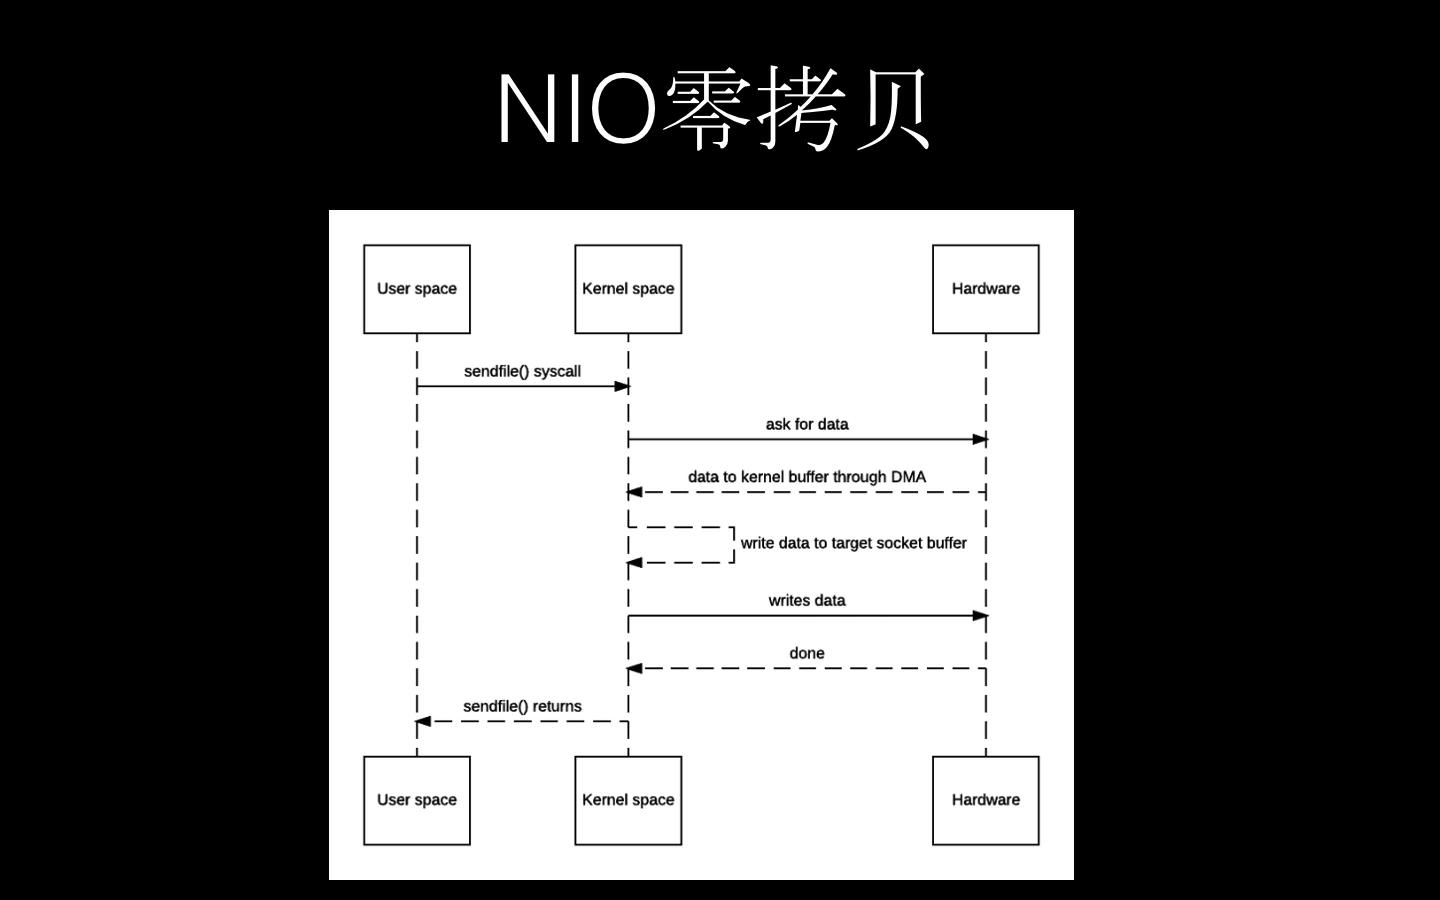 NIO零拷贝
User space
Kernel space
Hardware
sendfile() syscall
ask for data
data to kernel buffer through DMA
write data to target socket buffer
writes data
done
sendfile() returns
User space
Kernel space
Hardware